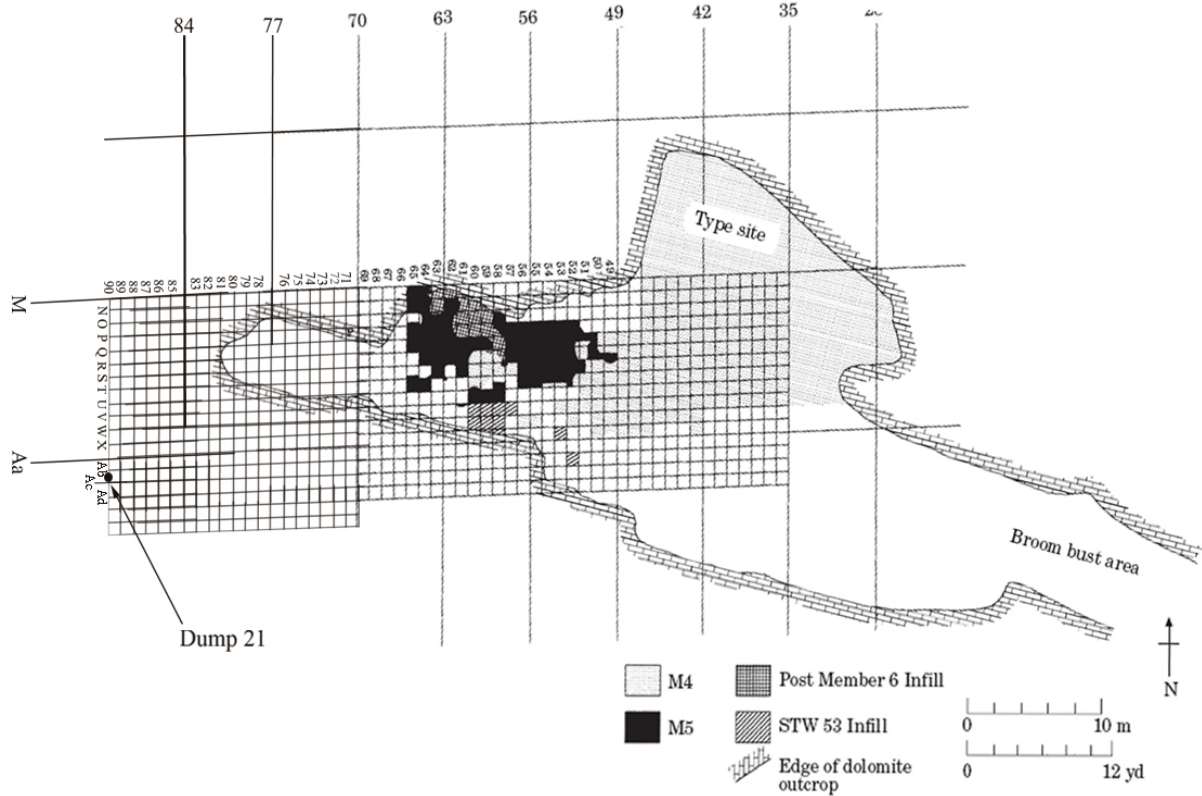 84 77 70 63 56 49 42 35
Type site
90 89 88 87 86 85 83 82 81 80 79 78 76 75 74 73 72 71 69 68 67 66 65 64 63 62 61 60 59 58 57 56 55 54 53 52 51 50 49
M
N
O
P
Q
R
S
T
U
V
W
X
Aa
Ab
Ac
Ad
Broom bust area
Dump 21
M4
Post Member 6 Infill
M5
STW 53 Infill
Edge of dolomite
outcrop
N
0 10 m
0 12 yd